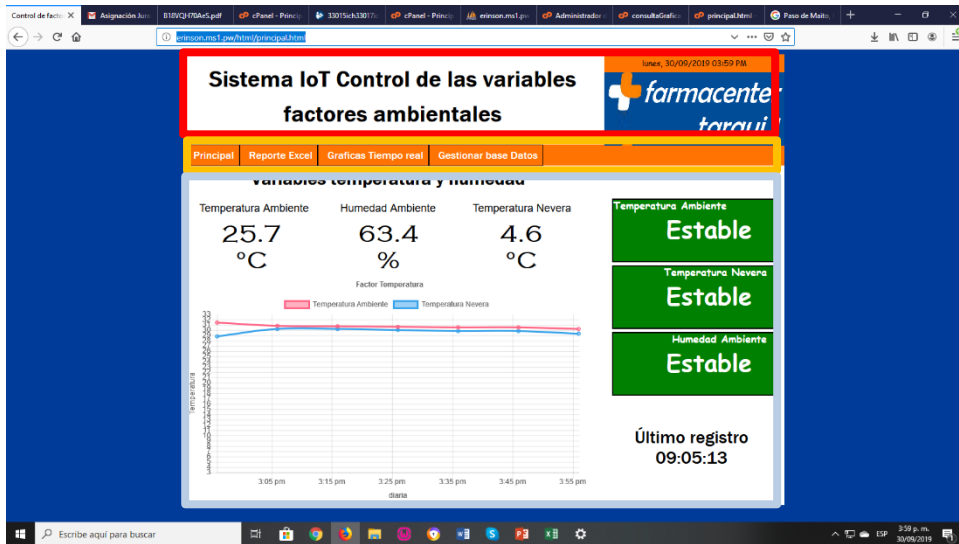 Control de facto
Asignación Jura
B18VQH70AeS.pdf
cPanel - Princip
cPanel - Princip
erinson.ms1.pw
Administrador
consultaGrafica
principal.html
Paso de Maito,
erinson.ms1.pw/html/principal.html
Sistema IoT Control de las variables
factores ambientales
lunes, 30/09/2019 03:59 PM
farmacenter
tarqui
Principal Reporte Excel Graficas Tiempo real Gestionar base Datos
Variables temperatura y humedad
Temperatura Ambiente Humedad Ambiente Temperatura Nevera
25.7 63.4 4.6
°C % °C
Factor Temperatura
Temperatura Ambiente Temperatura Nevera
Temperatura
3:05 pm 3:15 pm 3:25 pm 3:35 pm 3:45 pm 3:55 pm
diaria
Temperatura Ambiente
Estable
Temperatura Nevera
Estable
Humedad Ambiente
Estable
Último registro
09:05:13
Escribe aquí para buscar
ESP
3:59 p. m.
30/09/2019